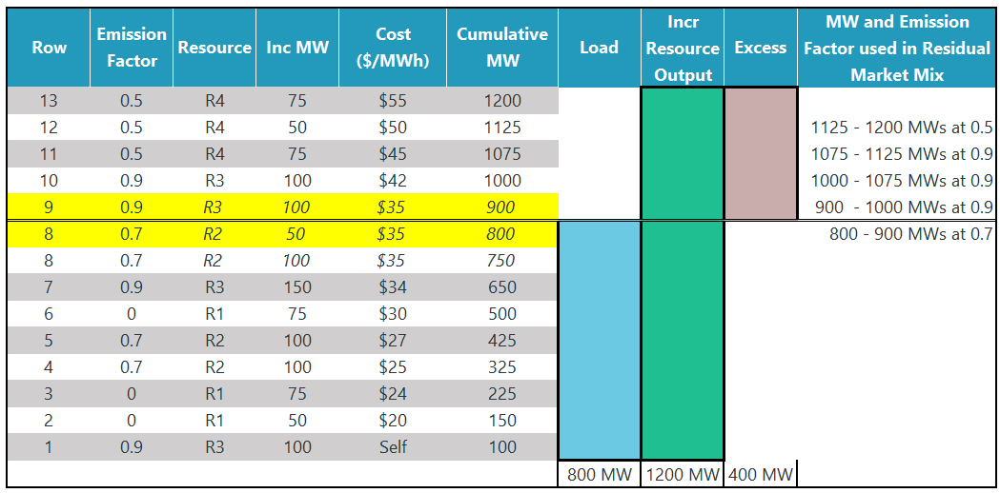 Row Emission Factor Resource Inc MW Cost ($/MWh) Cumulative MW Load Incr Resource Output Excess MW and Emission Factor used in Residual Market Mix
13 0.5 R4 75 $55 1200
12 0.5 R4 50 $50 1125 1125 - 1200 MWs at 0.5
11 0.5 R4 75 $45 1075 1075 - 1125 MWs at 0.9
10 0.9 R3 100 $42 1000 1000 - 1075 MWs at 0.9
9 0.9 R3 100 $35 900 900 - 1000 MWs at 0.9
8 0.7 R2 50 $35 800 800 - 900 MWs at 0.7
8 0.7 R2 100 $35 750
7 0.9 R3 150 $34 650
6 0 R1 75 $30 500
5 0.7 R2 100 $27 425
4 0.7 R2 100 $25 325
3 0 R1 75 $24 225
2 0 R1 50 $20 150
1 0.9 R3 100 Self 100
800 MW 1200 MW 400 MW